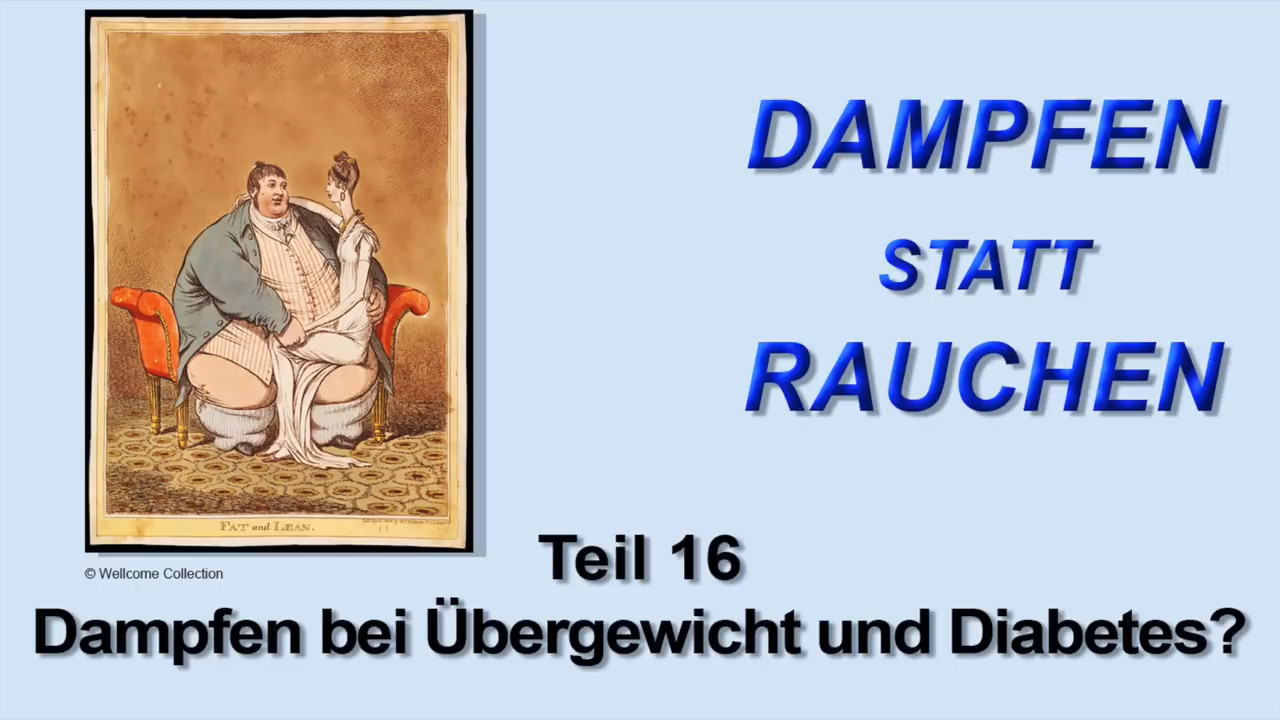 DAMPFEN
STATT
RAUCHEN
FAT and LEAN.
© Wellcome Collection
Teil 16
Dampfen bei Übergewicht und Diabetes?